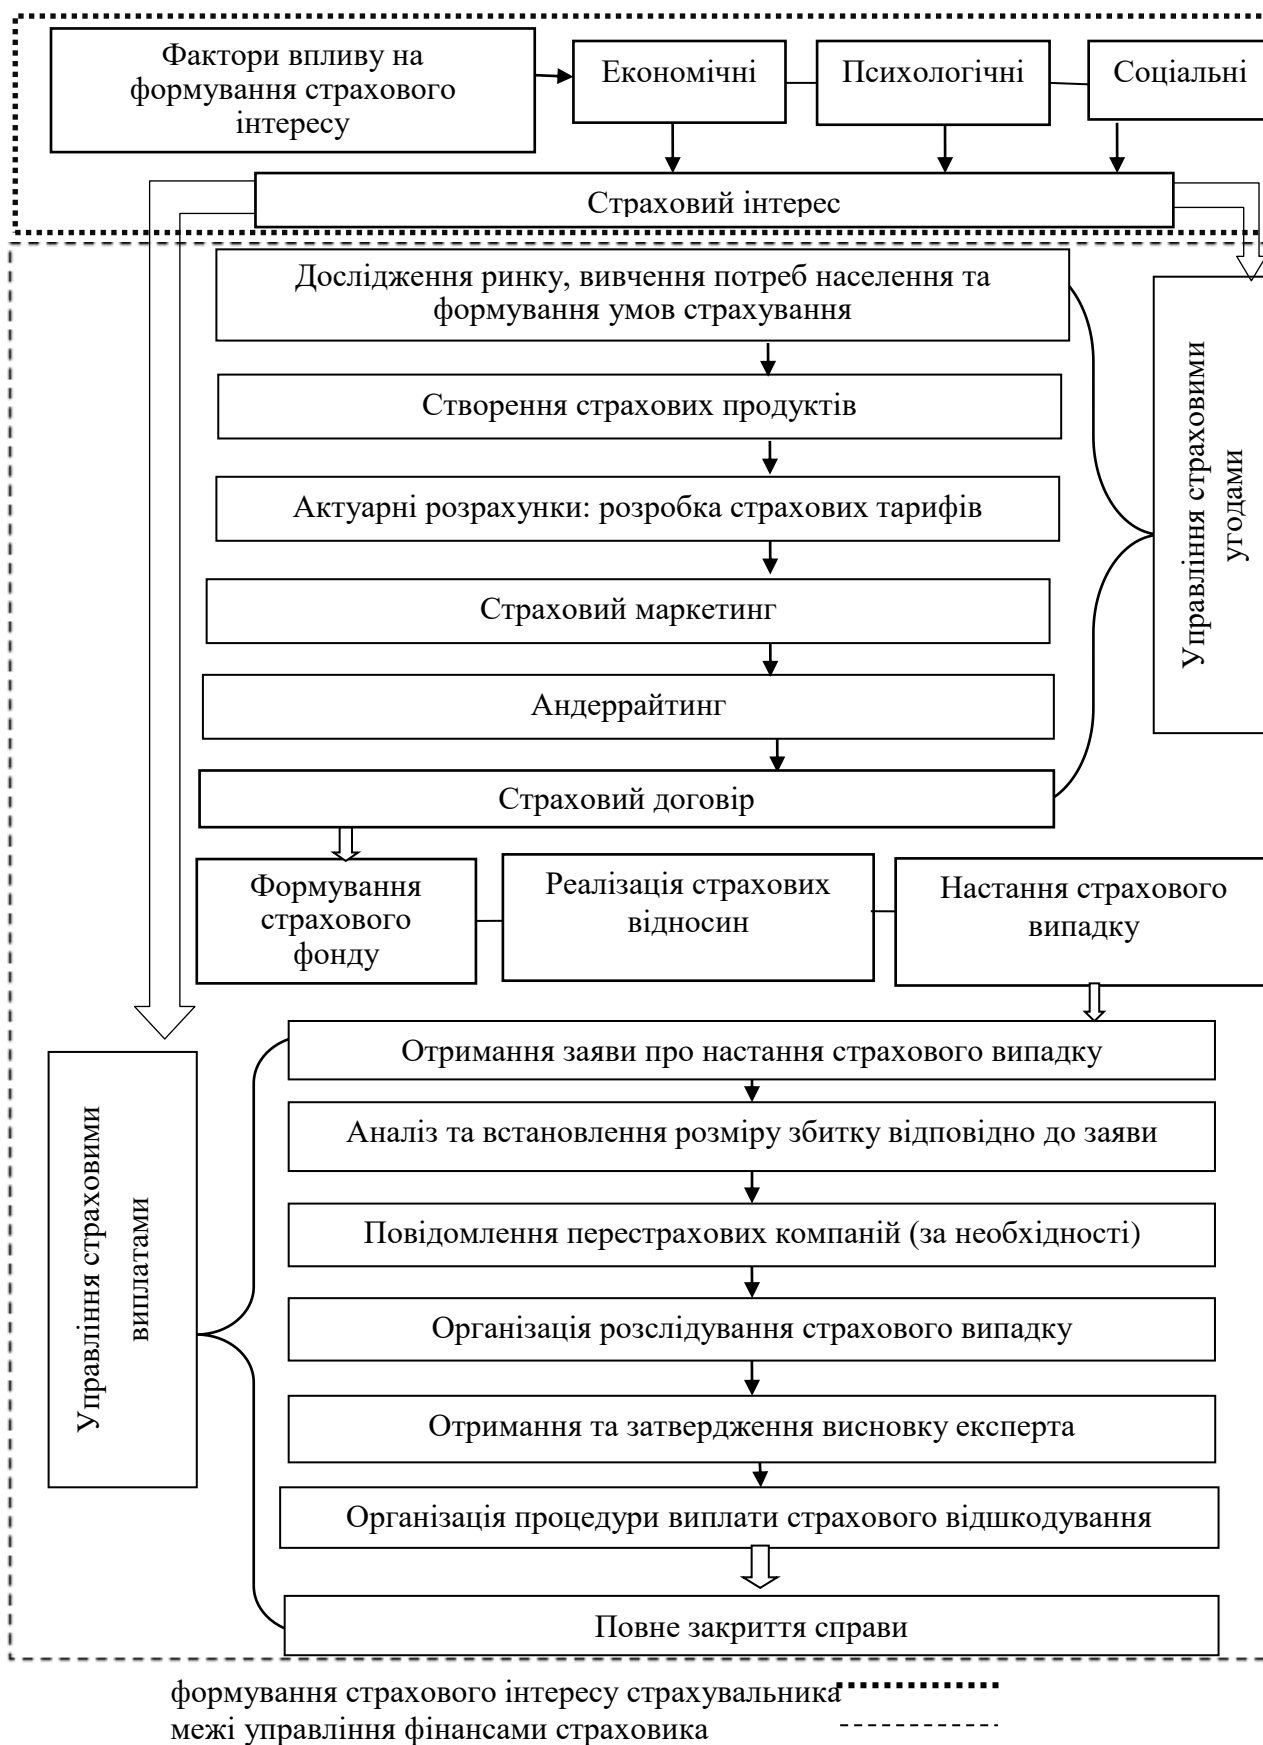 Фактори впливу на
формування страхового
інтересу
Економічні
Психологічні
Соціальні
Страховий інтерес
Дослідження ринку, вивчення потреб населення та
формування умов страхування
Створення страхових продуктів
Актуарні розрахунки: розробка страхових тарифів
Страховий маркетинг
Андеррайтинг
Страховий договір
Управління страховими
угодами
Формування
страхового
фонду
Реалізація страхових
відносин
Настання страхового
випадку
Отримання заяви про настання страхового випадку
Аналіз та встановлення розміру збитку відповідно до заяви
Повідомлення перестрахових компаній (за необхідності)
Організація розслідування страхового випадку
Отримання та затвердження висновку експерта
Організація процедури виплати страхового відшкодування
Повне закриття справи
Управління страховими
виплатами
формування страхового інтересу страхувальника
межі управління фінансами страховика